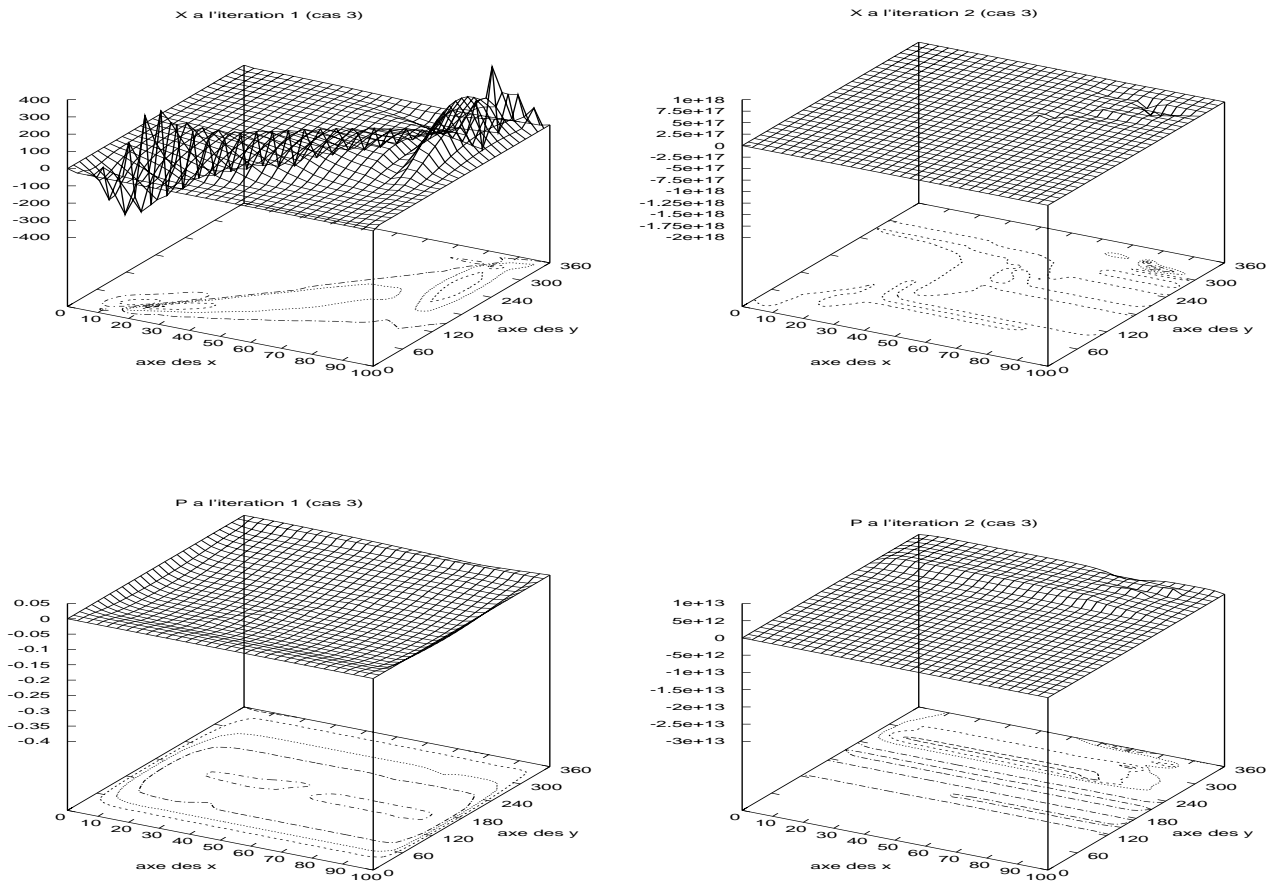 X a l'iteration 1 (cas 3)
400
300
200
100
0
-100
-200
-300
-400
0
10
20
30
40
50
60
70
80
90
100
axe des x
0
60
120
180
240
300
360
axe des y
X a l'iteration 2 (cas 3)
1e+18
7.5e+17
5e+17
2.5e+17
0
-2.5e+17
-5e+17
-7.5e+17
-1e+18
-1.25e+18
-1.5e+18
-1.75e+18
-2e+18
0
10
20
30
40
50
60
70
80
90
100
axe des x
0
60
120
180
240
300
360
axe des y
P a l'iteration 1 (cas 3)
0.05
0
-0.05
-0.1
-0.15
-0.2
-0.25
-0.3
-0.35
-0.4
0
10
20
30
40
50
60
70
80
90
100
axe des x
0
60
120
180
240
300
360
axe des y
P a l'iteration 2 (cas 3)
1e+13
5e+12
0
-5e+12
-1e+13
-1.5e+13
-2e+13
-2.5e+13
-3e+13
0
10
20
30
40
50
60
70
80
90
100
axe des x
0
60
120
180
240
300
360
axe des y